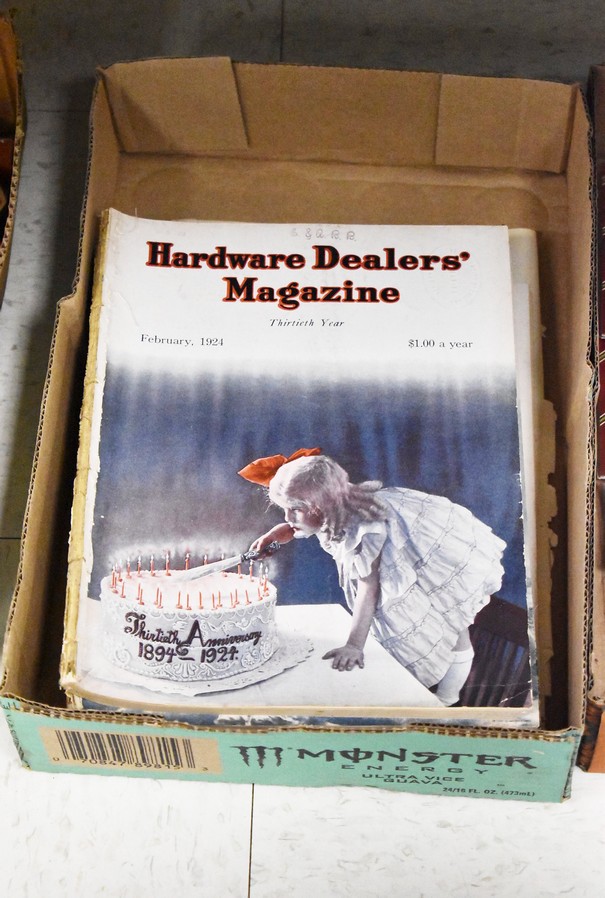 Hardware Dealers'
Magazine
Thirtieth Year
February, 1924
$1.00 a year
Thirtieth Anniversary
1894 – 1924.
MONSTER
ENERGY
ULTRA VICE
GUAVA
24/16 FL. OZ. (473mL)